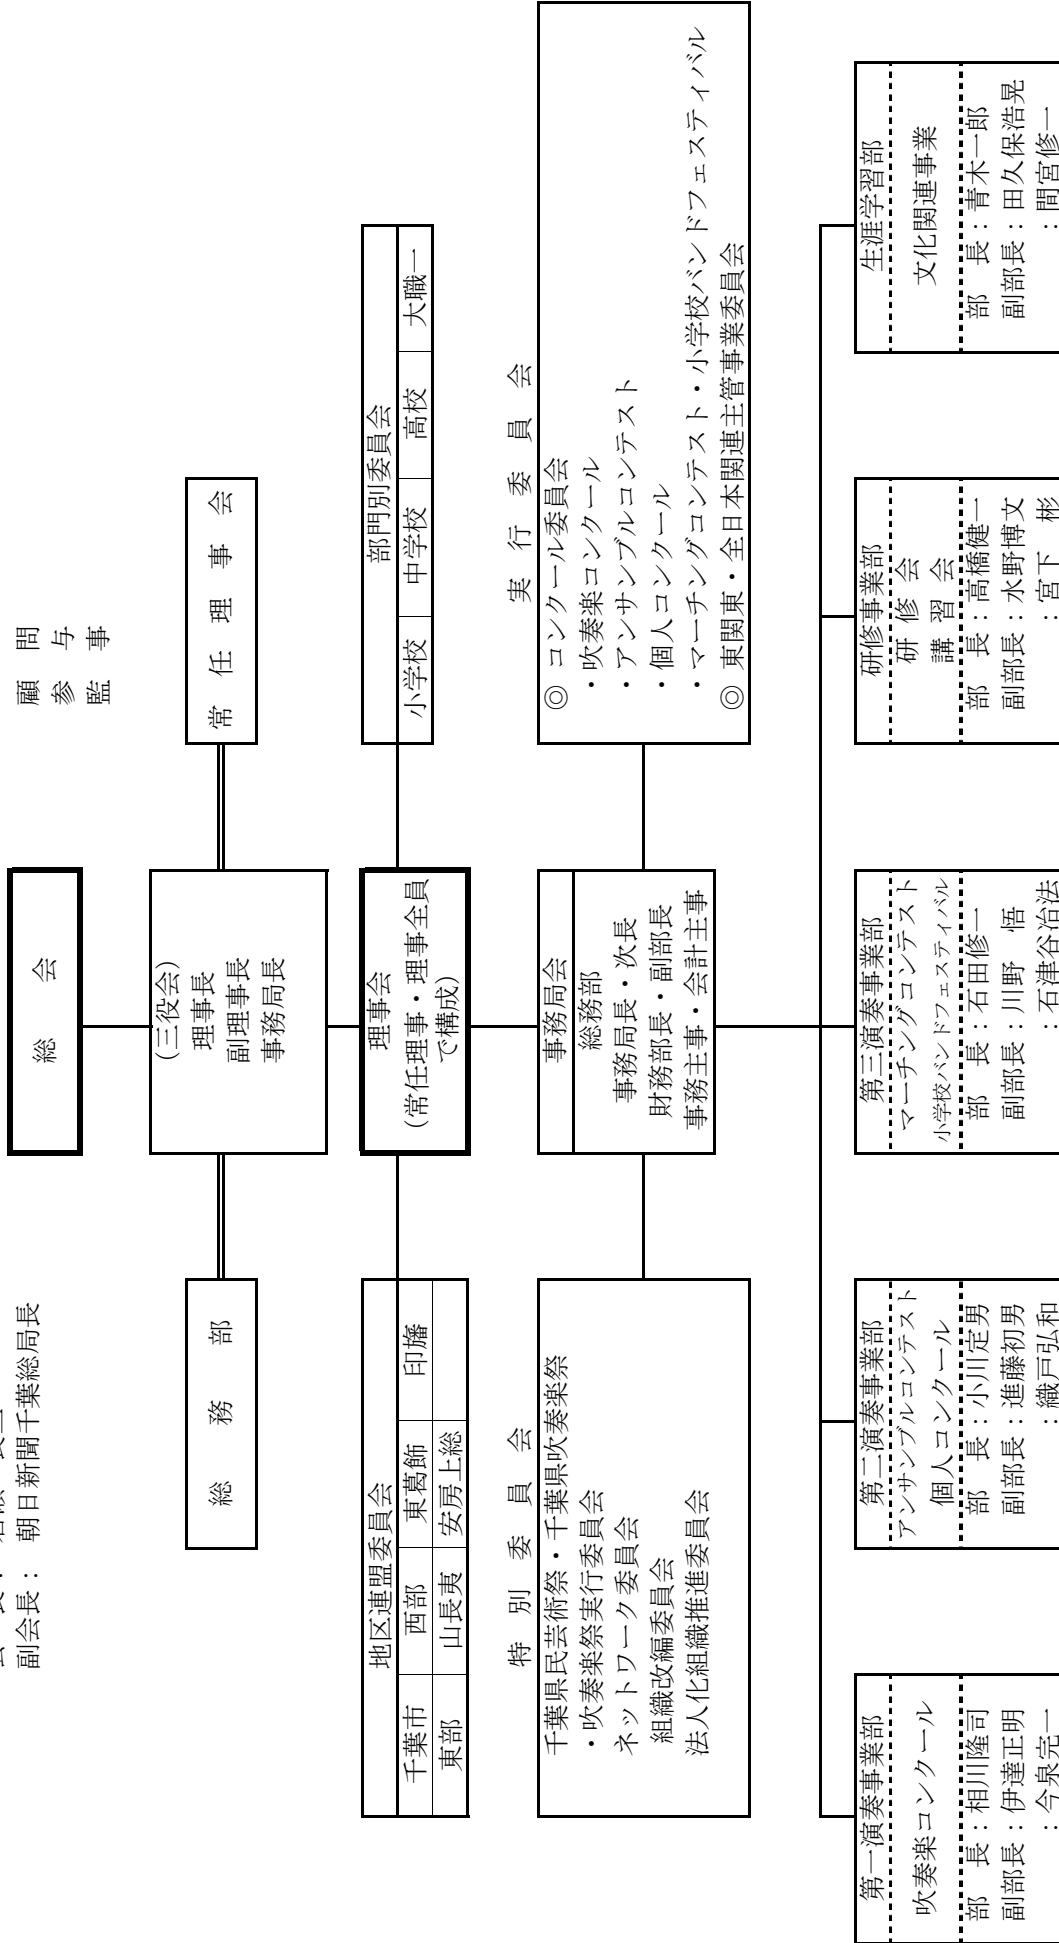 副会長： 朝日新聞千葉総局長
総会
顧問
参与
監事
総務部
(三役会)
理事長
副理事長
事務局長
常任理事会
地区連盟委員会
千葉市 西部 東葛飾 印旛
東部 山長夷 安房上総
理事会
(常任理事・理事全員
で構成)
部門別委員会
小学校 中学校 高校 大職一
特別委員会
千葉県民芸術祭・千葉県吹奏楽祭
・吹奏楽祭実行委員会
ネットワーク委員会
組織改編委員会
法人化組織推進委員会
事務局会
総務部
事務局長・次長
財務部長・副部長
事務主事・会計主事
実行委員会
◎ コンクール委員会
・吹奏楽コンクール
・アンサンブルコンテスト
・個人コンクール
・マーチングコンテスト・小学校バンドフェスティバル
◎ 東関東・全日本関連主管事業委員会
第一演奏事業部
吹奏楽コンクール
部 長：相川隆司
副部長：伊達正明
：今泉完一
第二演奏事業部
アンサンブルコンテスト
個人コンクール
部 長：小川定男
副部長：進藤初男
：織戸弘和
第三演奏事業部
マーチングコンテスト
小学校バンドフェスティバル
部 長：石田修一
副部長：川野 悟
：石津谷治法
研修事業部
研修会
講習会
部 長：高橋健一
副部長：水野博文
：宮下 彬
生涯学習部
文化関連事業
部 長：青木一郎
副部長：田久保浩晃
：間宮修一